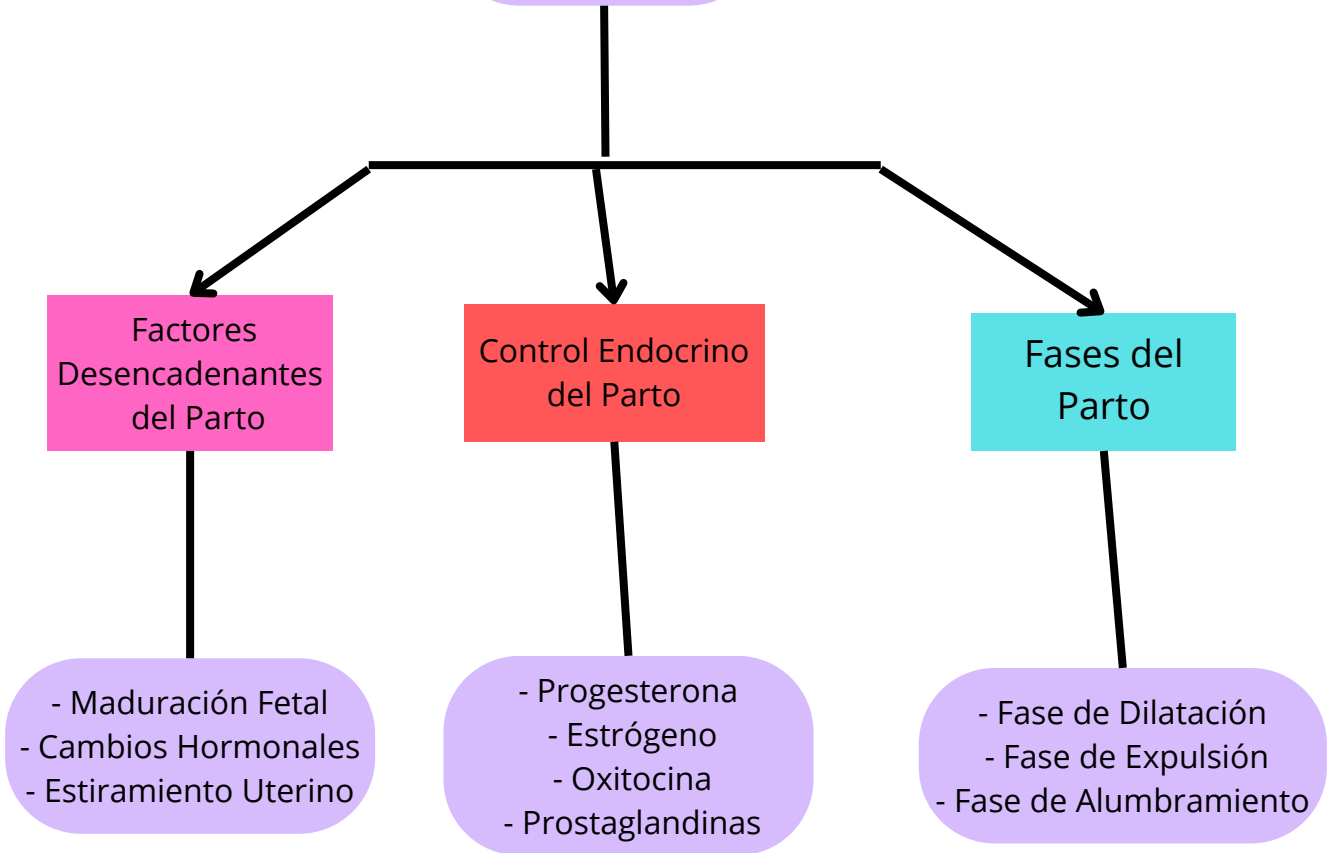 Factores
Desencadenantes
del Parto
Control Endocrino
del Parto
Fases del
Parto
- Maduración Fetal
- Cambios Hormonales
- Estiramiento Uterino
- Progesterona
- Estrógeno
- Oxitocina
- Prostaglandinas
- Fase de Dilatación
- Fase de Expulsión
- Fase de Alumbramiento